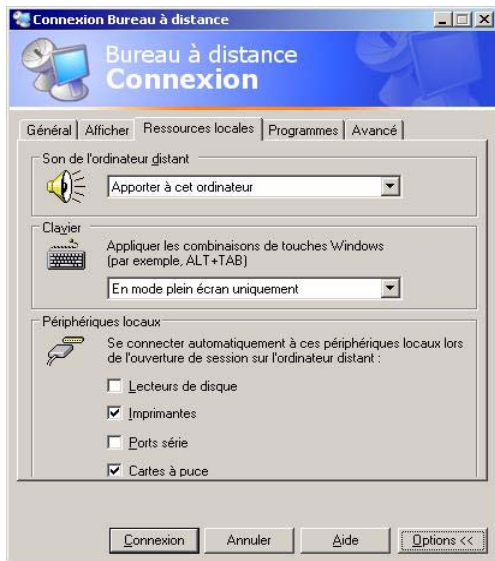 Connexion Bureau à distance
Bureau à distance
Connexion
Général Afficher Ressources locales Programmes Avancé
Son de l'ordinateur distant
Apporter à cet ordinateur
Clavier
Appliquer les combinaisons de touches Windows
(par exemple, ALT+TAB)
En mode plein écran uniquement
Périphériques locaux
Se connecter automatiquement à ces périphériques locaux lors
de l'ouverture de session sur l'ordinateur distant :
Lecteurs de disque
Imprimantes
Ports série
Cartes à puce
Connexion Annuler Aide Options <<